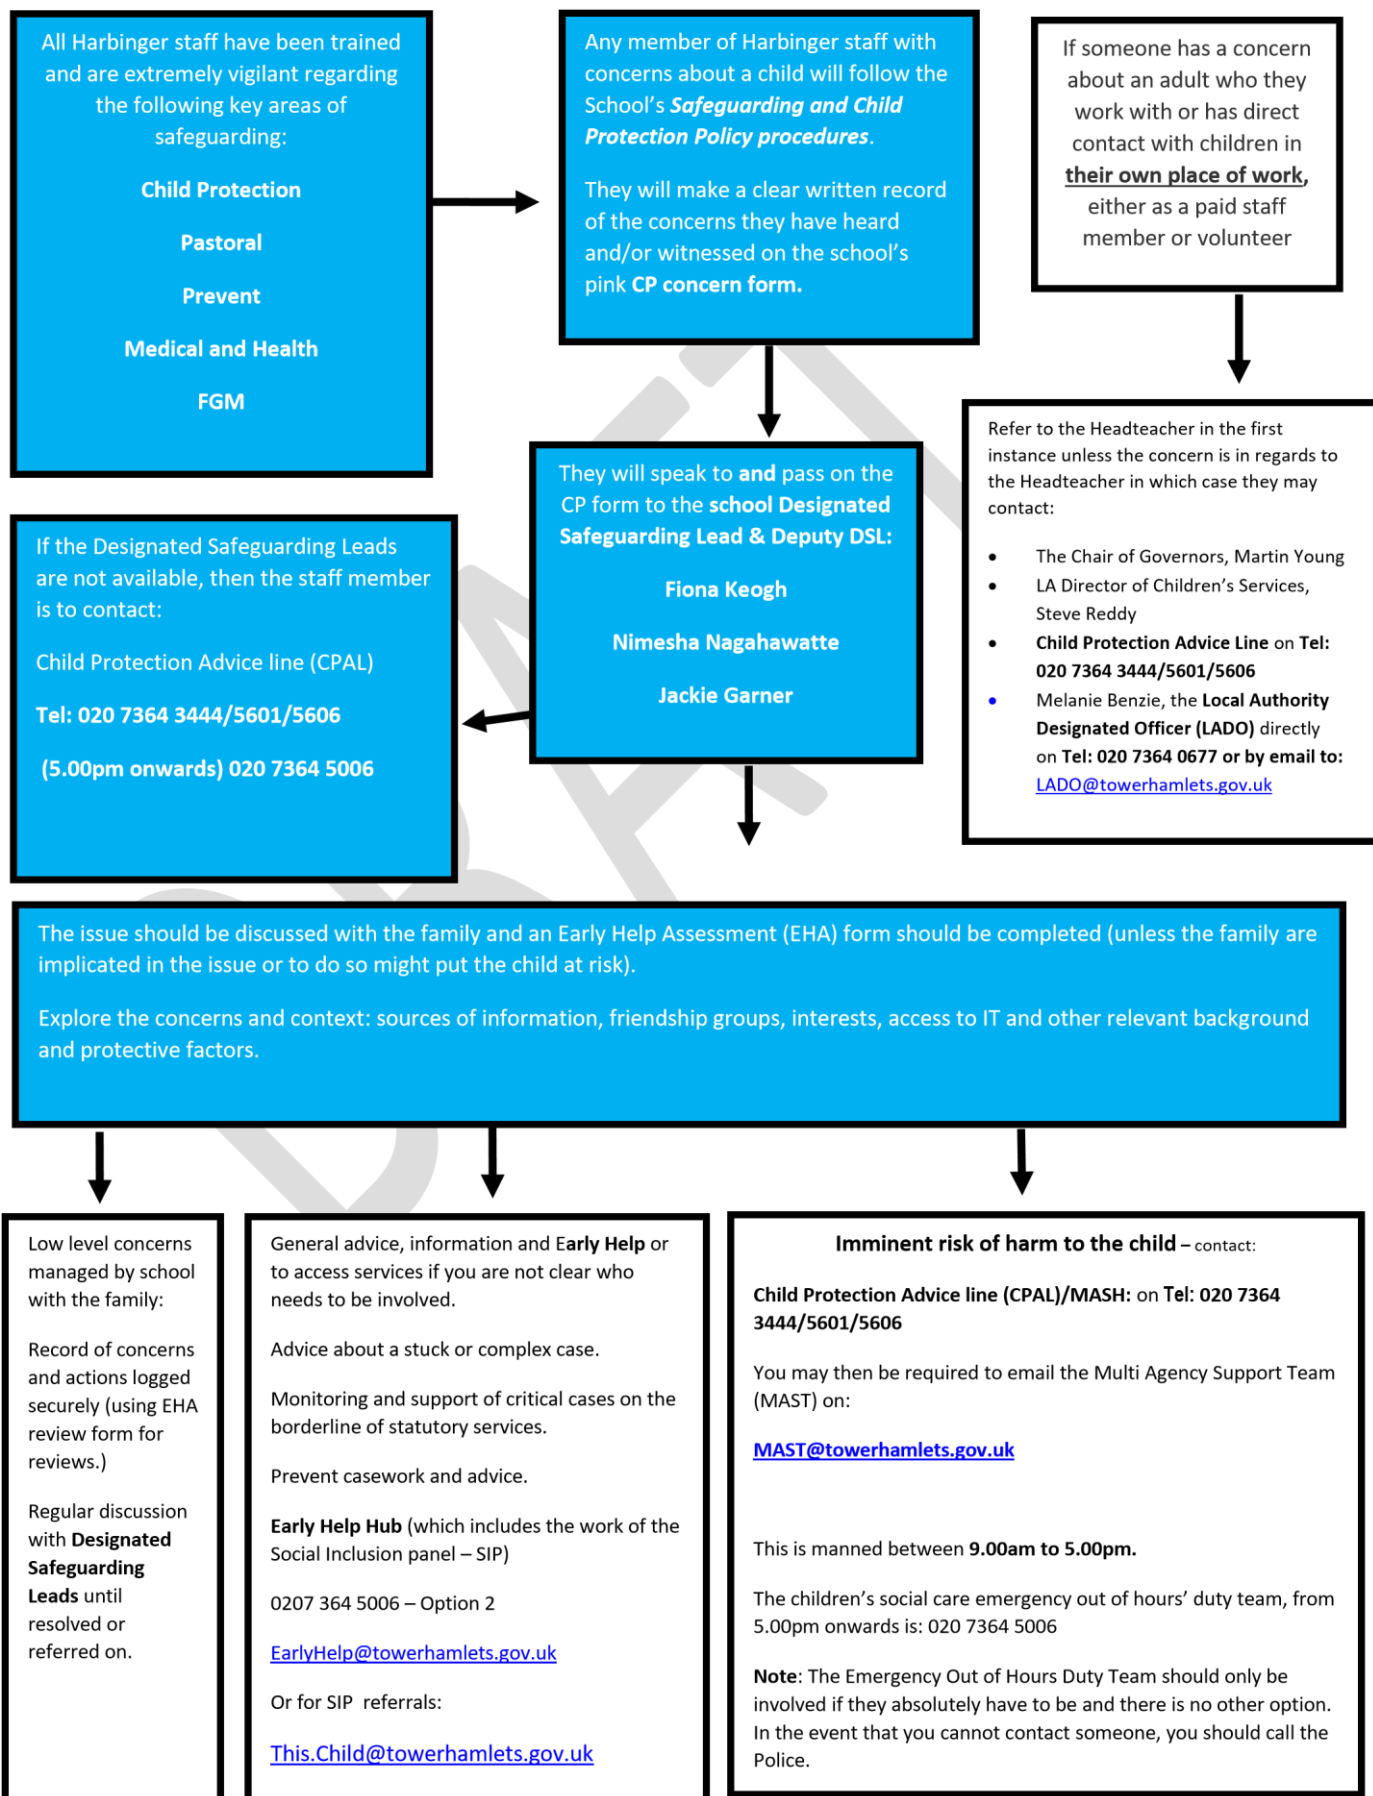 All Harbinger staff have been trained
and are extremely vigilant regarding
the following key areas of
safeguarding:
Child Protection
Pastoral
Prevent
Medical and Health
FGM
Any member of Harbinger staff with
concerns about a child will follow the
School's Safeguarding and Child
Protection Policy procedures.
They will make a clear written record
of the concerns they have heard
and/or witnessed on the school's
pink CP concern form.
If someone has a concern
about an adult who they
work with or has direct
contact with children in
their own place of work,
either as a paid staff
member or volunteer
They will speak to and pass on the
CP form to the school Designated
Safeguarding Lead & Deputy DSL:
Fiona Keogh
Nimesha Nagahawatte
Jackie Garner
Refer to the Headteacher in the first
instance unless the concern is in regards to
the Headteacher in which case they may
contact:
• The Chair of Governors, Martin Young
• LA Director of Children's Services,
Steve Reddy
• Child Protection Advice Line on Tel:
020 7364 3444/5601/5606
• Melanie Benzie, the Local Authority
Designated Officer (LADO) directly
on Tel: 020 7364 0677 or by email to:
LADO@towerhamlets.gov.uk
If the Designated Safeguarding Leads
are not available, then the staff member
is to contact:
Child Protection Advice line (CPAL)
Tel: 020 7364 3444/5601/5606
(5.00pm onwards) 020 7364 5006
DRAFT
The issue should be discussed with the family and an Early Help Assessment (EHA) form should be completed (unless the family are
implicated in the issue or to do so might put the child at risk).
Explore the concerns and context: sources of information, friendship groups, interests, access to IT and other relevant background
and protective factors.
Low level concerns
managed by school
with the family:
Record of concerns
and actions logged
securely (using EHA
review form for
reviews.)
Regular discussion
with Designated
Safeguarding
Leads until
resolved or
referred on.
General advice, information and Early Help or
to access services if you are not clear who
needs to be involved.
Advice about a stuck or complex case.
Monitoring and support of critical cases on the
borderline of statutory services.
Prevent casework and advice.
Early Help Hub (which includes the work of the
Social Inclusion panel – SIP)
0207 364 5006 – Option 2
EarlyHelp@towerhamlets.gov.uk
Or for SIP referrals:
This.Child@towerhamlets.gov.uk
Imminent risk of harm to the child – contact:
Child Protection Advice line (CPAL)/MASH: on Tel: 020 7364
3444/5601/5606
You may then be required to email the Multi Agency Support Team
(MAST) on:
MAST@towerhamlets.gov.uk
This is manned between 9.00am to 5.00pm.
The children's social care emergency out of hours' duty team, from
5.00pm onwards is: 020 7364 5006
Note: The Emergency Out of Hours Duty Team should only be
involved if they absolutely have to be and there is no other option.
In the event that you cannot contact someone, you should call the
Police.